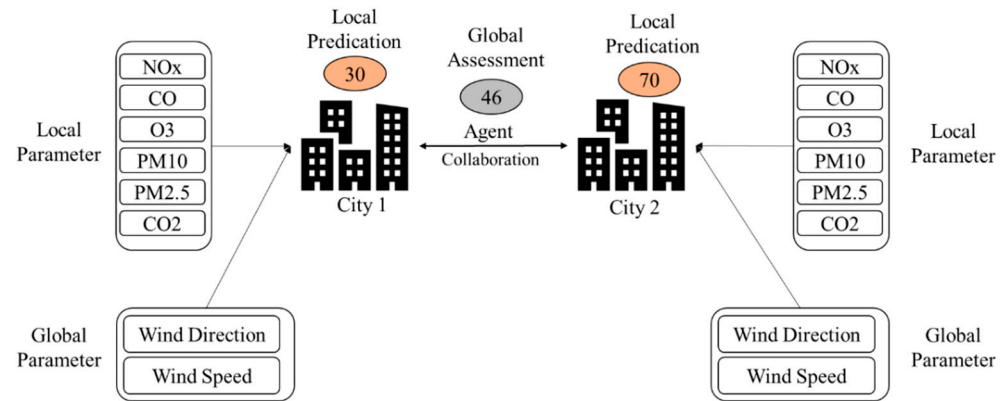 Local
Predication
30
Global
Assessment
46
Local
Predication
70
Local
Parameter
NOx
CO
O3
PM10
PM2.5
CO2
City 1
Agent
Collaboration
City 2
NOx
CO
O3
PM10
PM2.5
CO2
Local
Parameter
Global
Parameter
Wind Direction
Wind Speed
Wind Direction
Wind Speed
Global
Parameter